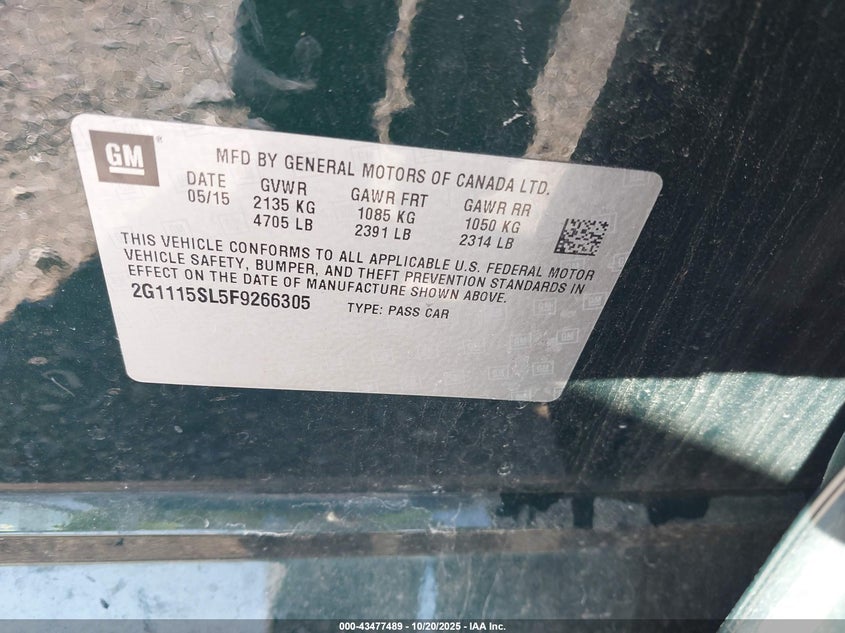 GM
MFD BY GENERAL MOTORS OF CANADA LTD.
DATE GVWR GAWR FRT GAWR RR
05/15 2135 KG 1085 KG 1050 KG
4705 LB 2391 LB 2314 LB
THIS VEHICLE CONFORMS TO ALL APPLICABLE U.S. FEDERAL MOTOR
VEHICLE SAFETY, BUMPER, AND THEFT PREVENTION STANDARDS IN
EFFECT ON THE DATE OF MANUFACTURE SHOWN ABOVE.
2G1115SL5F9266305 TYPE: PASS CAR
000-43477489 - 10/20/2025 - IAA Inc.